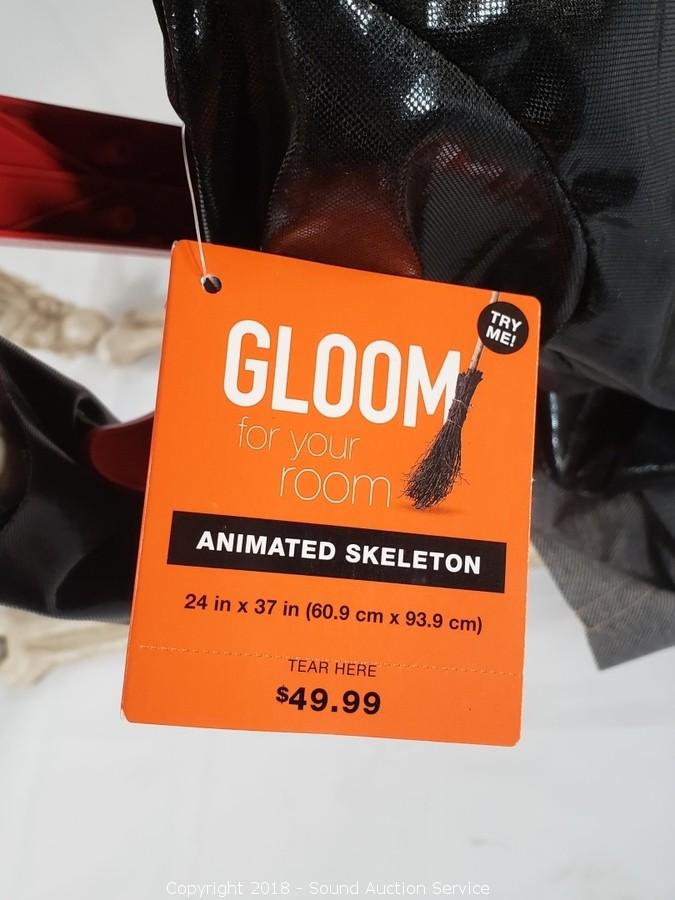 TRY
ME!
GLOOM
for your
room
ANIMATED SKELETON
24 in x 37 in (60.9 cm x 93.9 cm)
TEAR HERE
$49.99
Copyright 2018 - Sound Auction Service